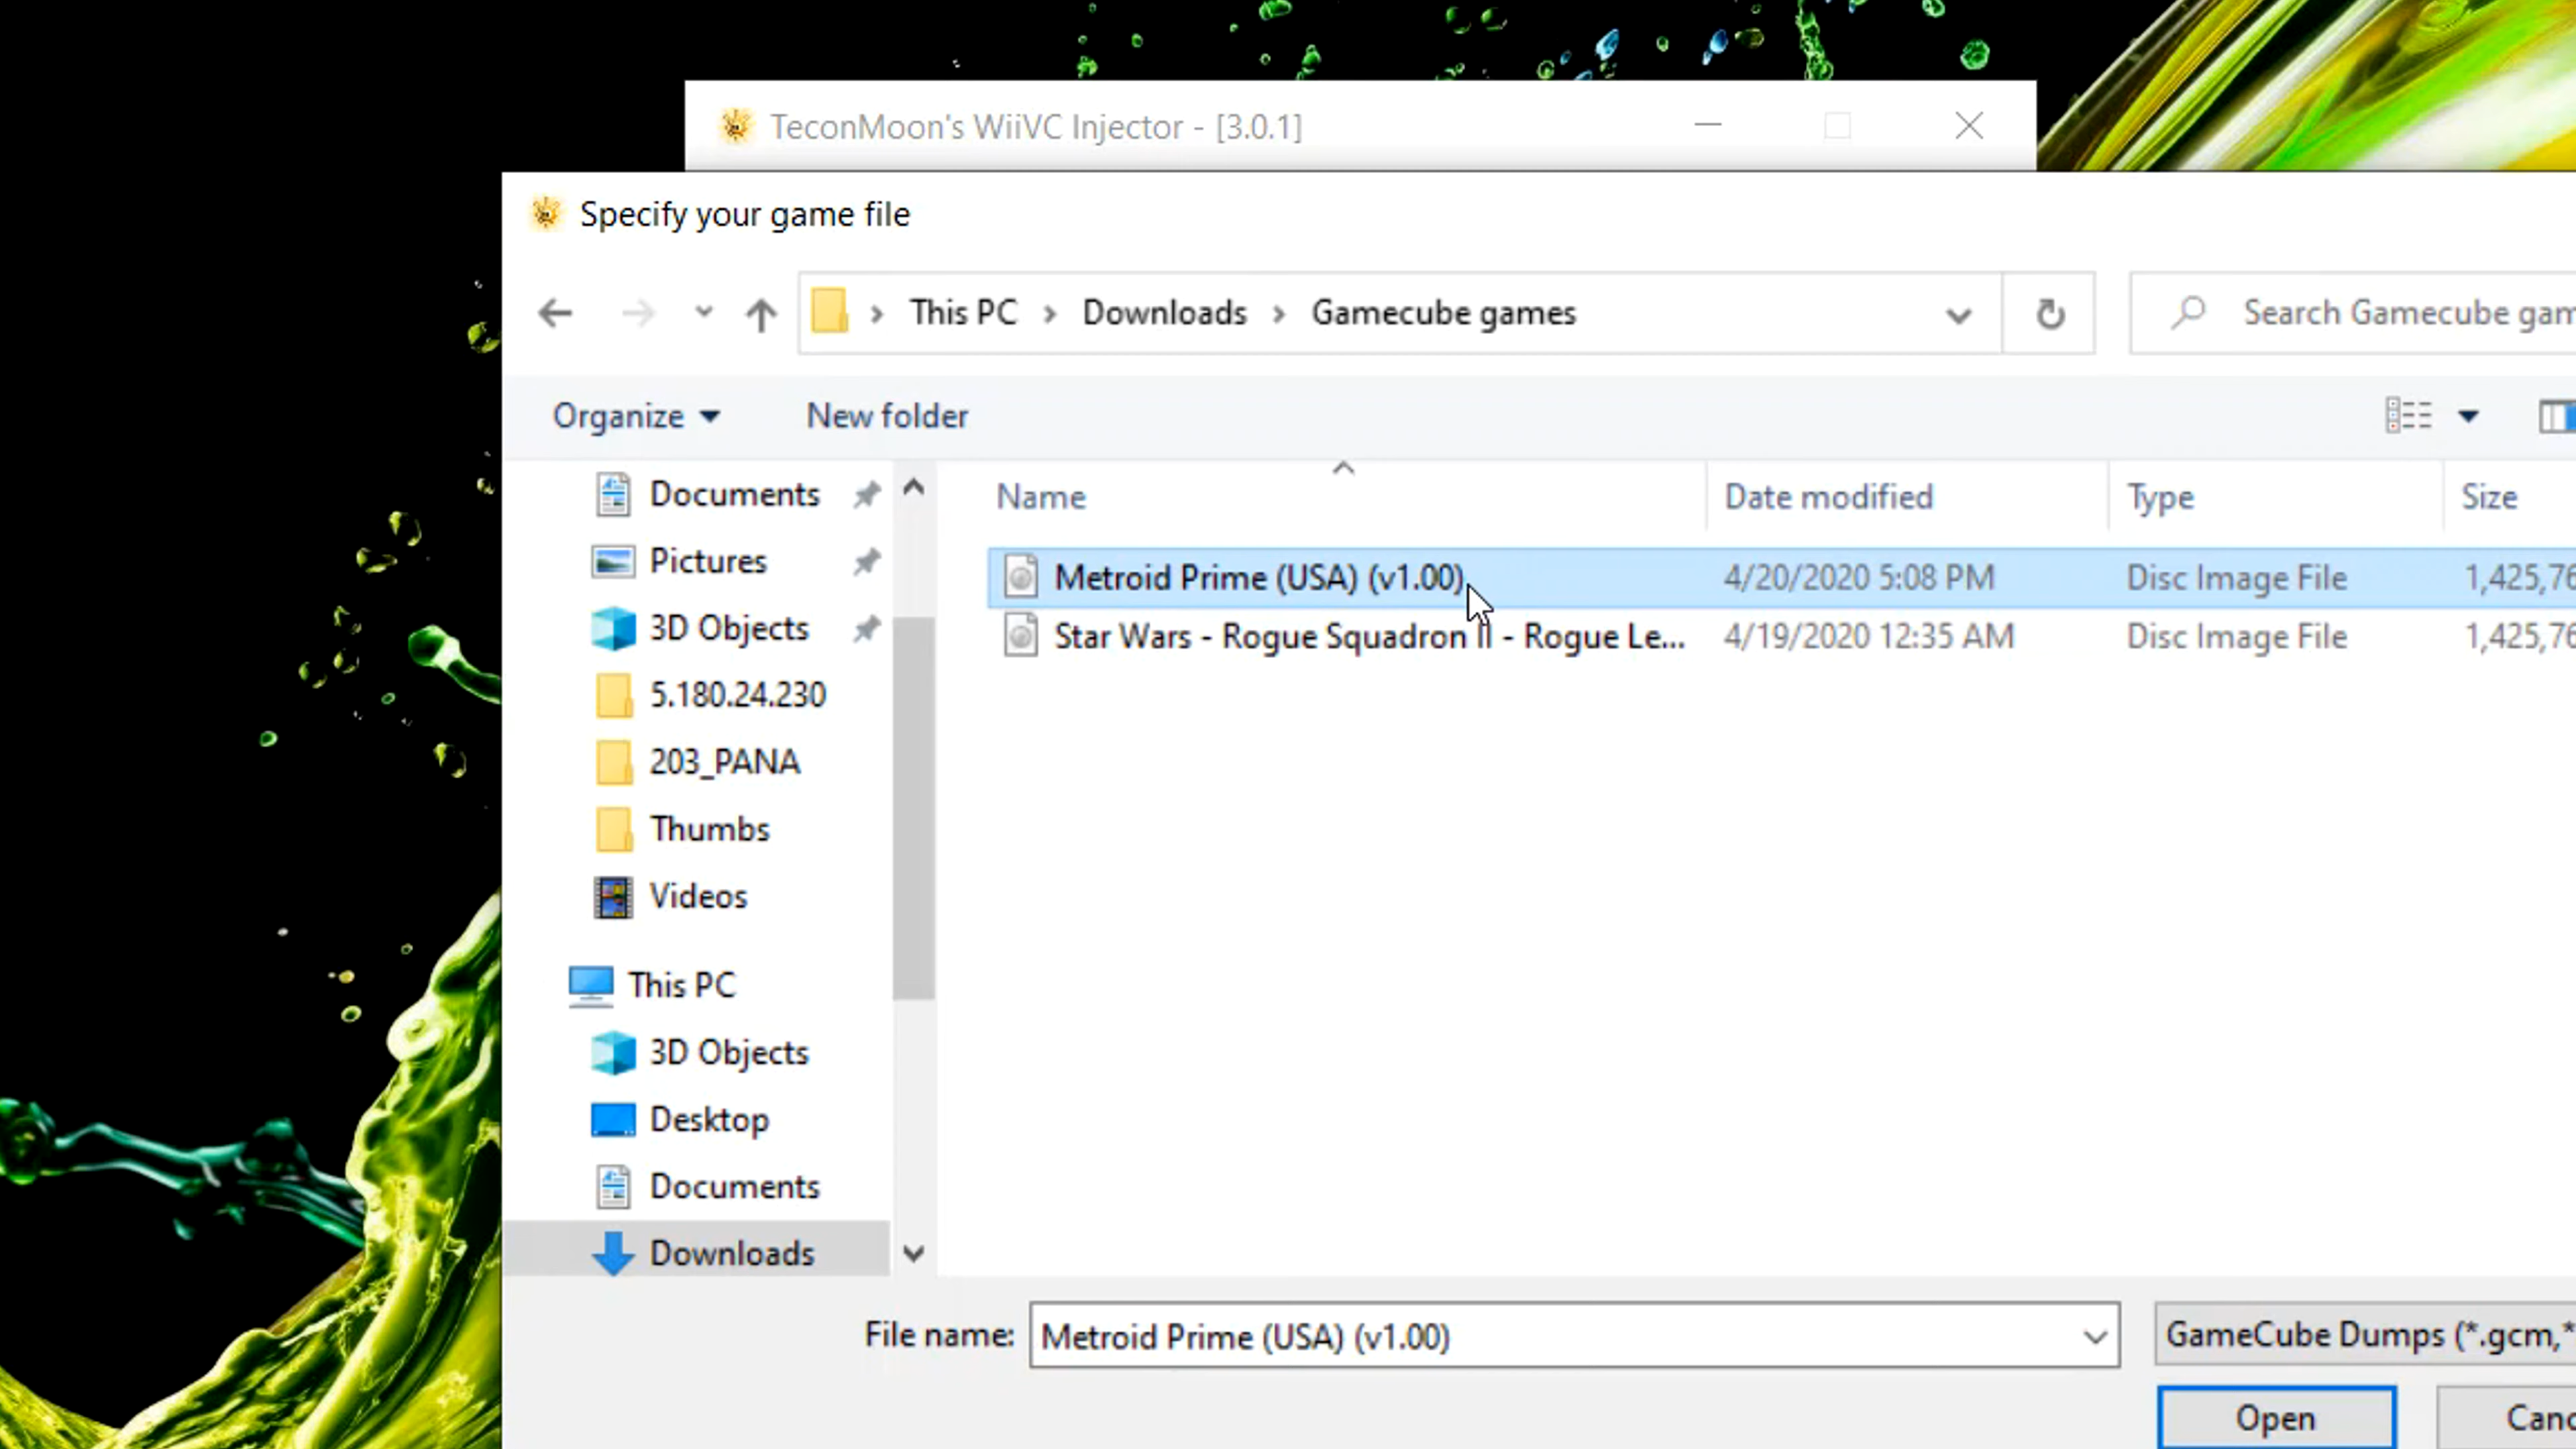 TeconMoon's WiiVC Injector - [3.0.1]
Specify your game file
This PC > Downloads > Gamecube games
Search Gamecube gam
Organize
New folder
Name
Date modified
Type
Size
Documents
Pictures
3D Objects
5.180.24.230
203_PANA
Thumbs
Videos
This PC
3D Objects
Desktop
Documents
Downloads
Metroid Prime (USA) (v1.00) 4/20/2020 5:08 PM Disc Image File 1,425,76
Star Wars - Rogue Squadron II - Rogue Le... 4/19/2020 12:35 AM Disc Image File 1,425,76
File name: Metroid Prime (USA) (v1.00)
GameCube Dumps (*.gcm,*
Open
Canc